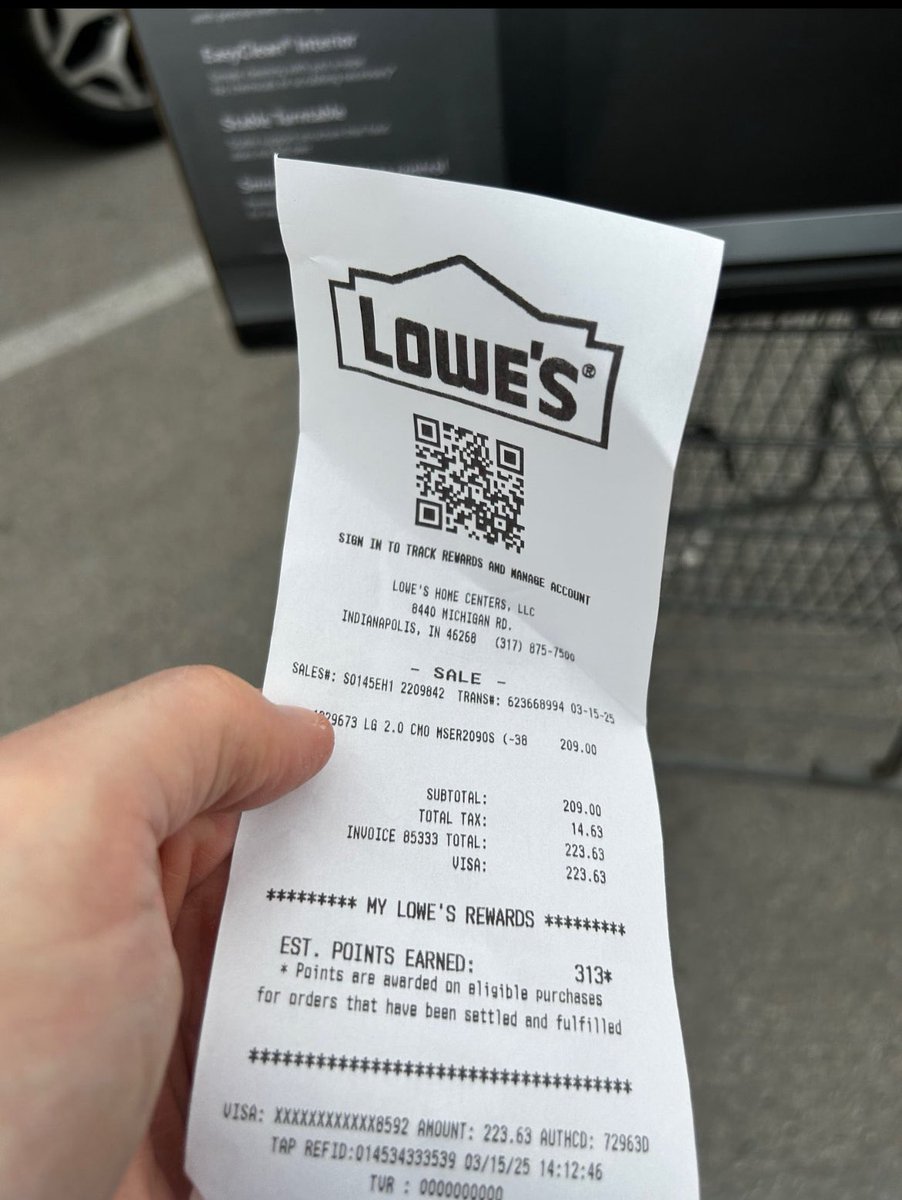 EasyClean® Interior
Stable Turntable
LOWE'S®
SIGN IN TO TRACK REWARDS AND MANAGE ACCOUNT
LOWE'S HOME CENTERS, LLC
8440 MICHIGAN RD.
INDIANAPOLIS, IN 46268 (317) 875-7500
- SALE -
SALES#: S0145EH1 2209842 TRANS#: 623668994 03-15-25
LG 2.0 CMO MSER2090S (-38 209.00
SUBTOTAL: 209.00
TOTAL TAX: 14.63
INVOICE 85333 TOTAL: 223.63
VISA: 223.63
********* MY LOWE'S REWARDS *********
EST. POINTS EARNED: 313*
* Points are awarded on eligible purchases
for orders that have been settled and fulfilled
***********************************
VISA: XXXXXXXXXXXX8592 AMOUNT: 223.63 AUTHCD: 72963D
TAP REFID:014534333539 03/15/25 14:12:46
TVR : 0000000000